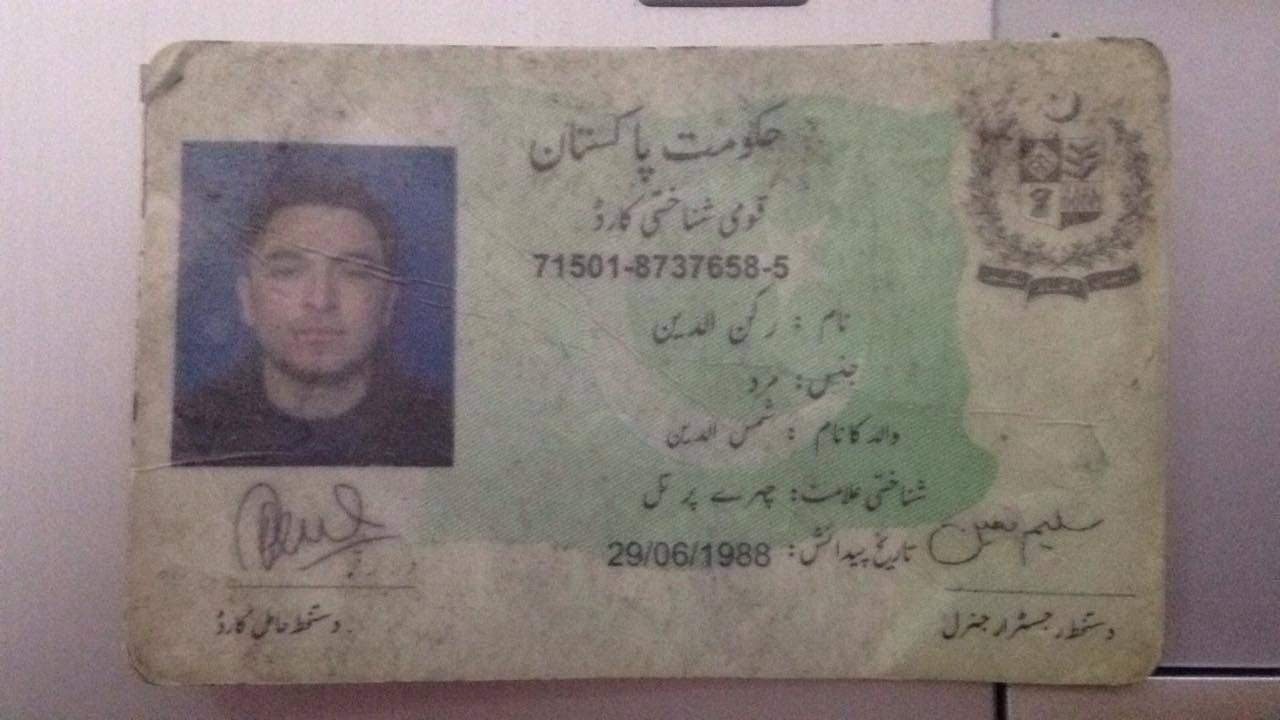 حکومت پاکستان
قومی شناختی کارڈ
71501-8737658-5
نام : رکن الدین
جنس: مرد
والد کا نام : شمس الدین
شناختی علامت: چہرے پر تل
تاریخ پیدائش: 29/06/1988
دستخط حامل کارڈ
سلیم معین
دستخط رجسٹرار جنرل